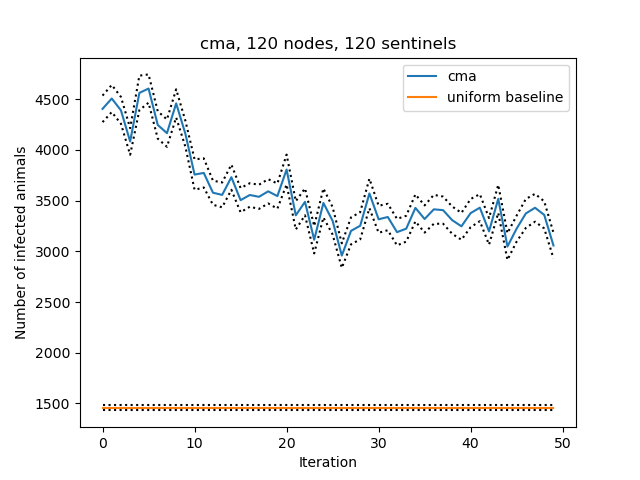 cma, 120 nodes, 120 sentinels
cma
uniform baseline
Number of infected animals
4500
4000
3500
3000
2500
2000
1500
0 10 20 30 40 50
Iteration